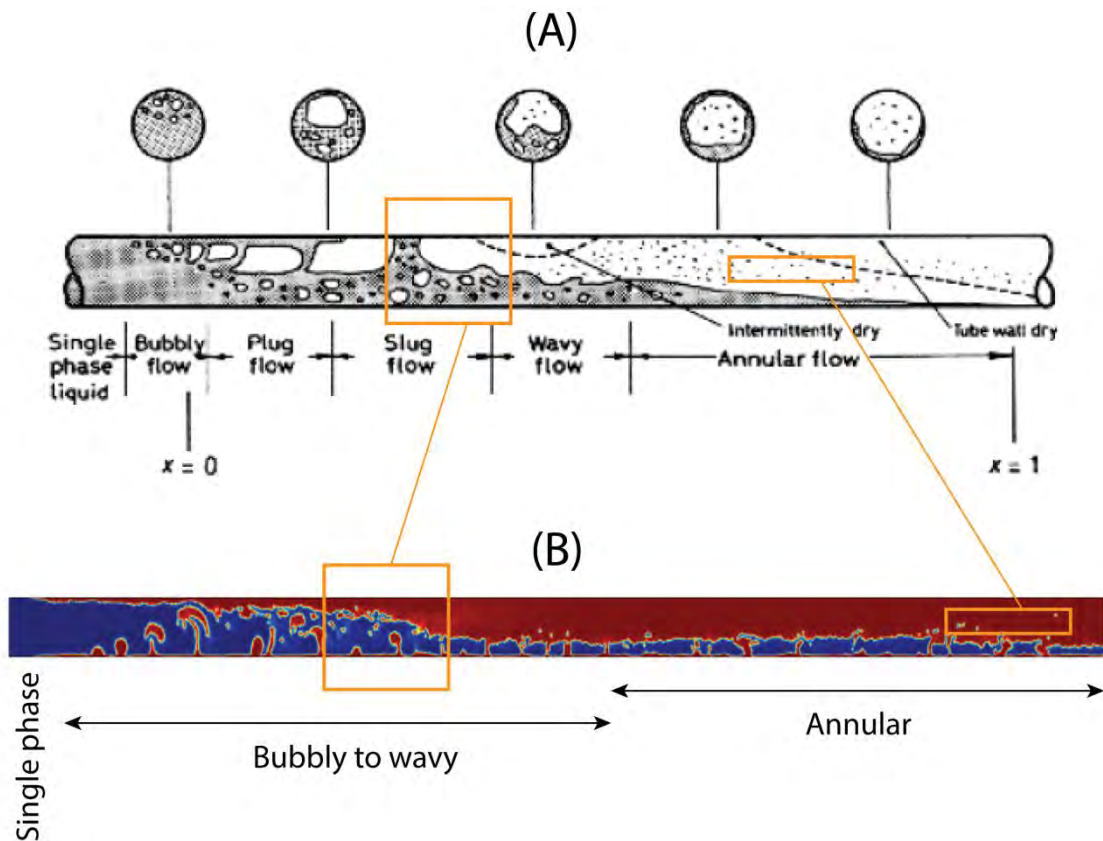 (A)
Intermittently dry
Tube wall dry
Single phase liquid
Bubbly flow
Plug flow
Slug flow
Wavy flow
Annular flow
x = 0
x = 1
(B)
Single phase
Bubbly to wavy
Annular